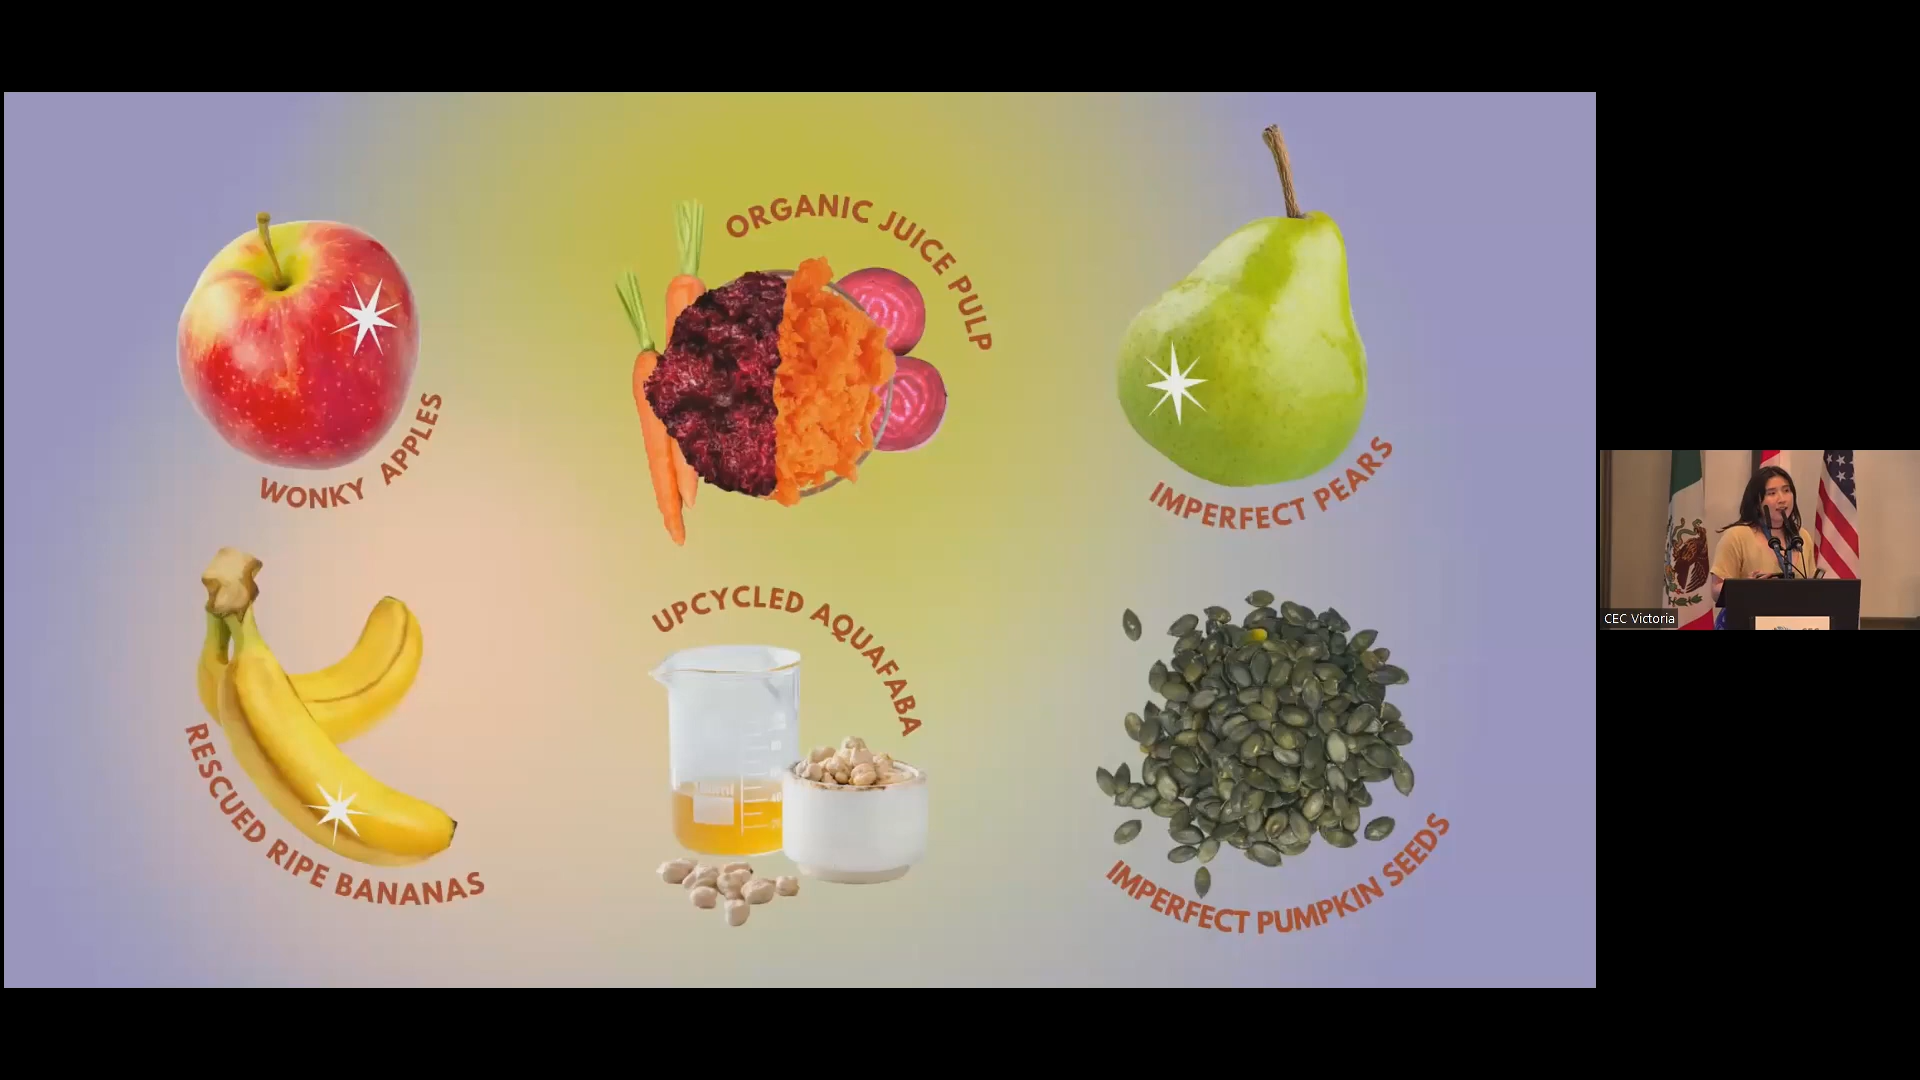 WONKY APPLES
ORGANIC JUICE PULP
IMPERFECT PEARS
RESCUED RIPE BANANAS
UPCYCLED AQUAFABA
IMPERFECT PUMPKIN SEEDS
CEC Victoria